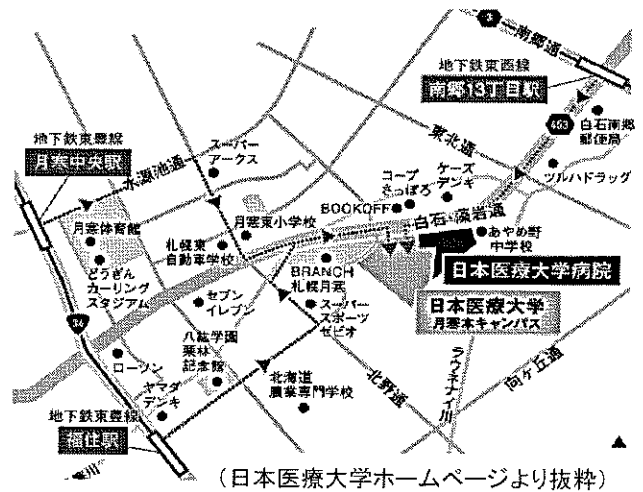 3
南郷通
地下鉄東西線
南郷13丁目駅
453
白石南郷
郵便局
ツルハドラッグ
東北通
地下鉄東豊線
月寒中央駅
水源池通
スーパー
アークス
コープ
さっぽろ
ケーズ
デンキ
BOOKOFF
白石・藻岩通
月寒東小学校
あやめ野
中学校
月寒体育館
札幌東
自動車学校
どうぎん
カーリング
スタジアム
BRANCH
札幌月寒
日本医療大学病院
日本医療大学
月寒本キャンパス
セブン
イレブン
スーパー
スポーツ
ゼビオ
36
八紘学園
栗林
記念館
ローソン
ヤマダ
デンキ
北海道
農業専門学校
北野通
ラウネナイ川
向ヶ丘通
地下鉄東豊線
福住駅
(日本医療大学ホームページより抜粋)